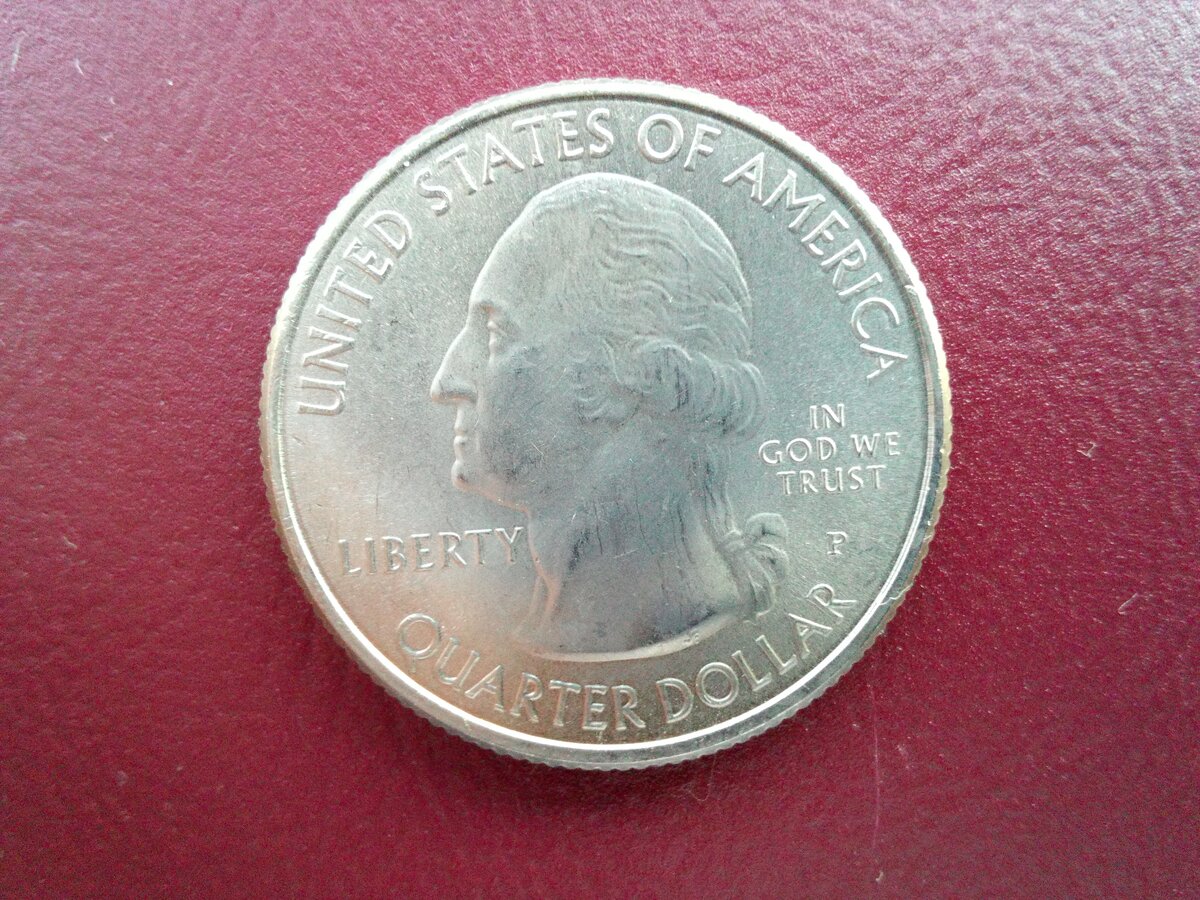 UNITED STATES OF AMERICA
IN
GOD WE
TRUST
LIBERTY
P
QUARTER DOLLAR